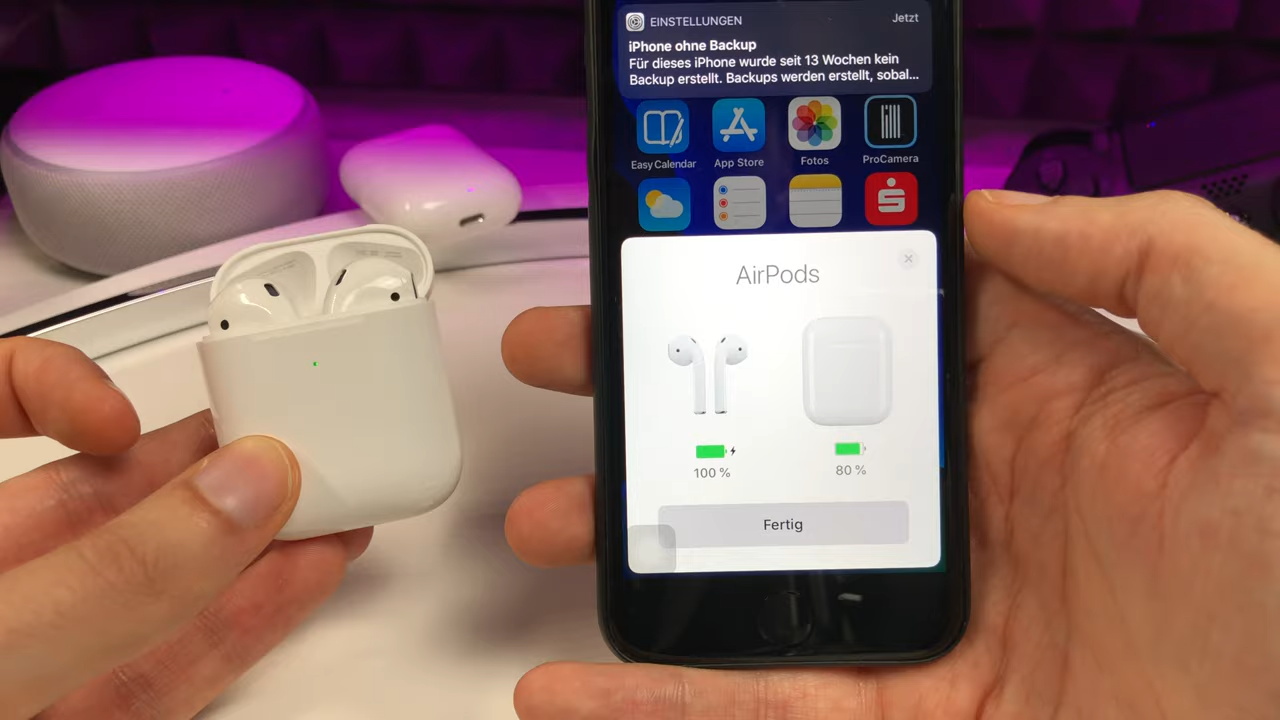 EINSTELLUNGEN
Jetzt
iPhone ohne Backup
Für dieses iPhone wurde seit 13 Wochen kein
Backup erstellt. Backups werden erstellt, sobal...
Easy Calendar
App Store
Fotos
ProCamera
AirPods
100 %
80 %
Fertig